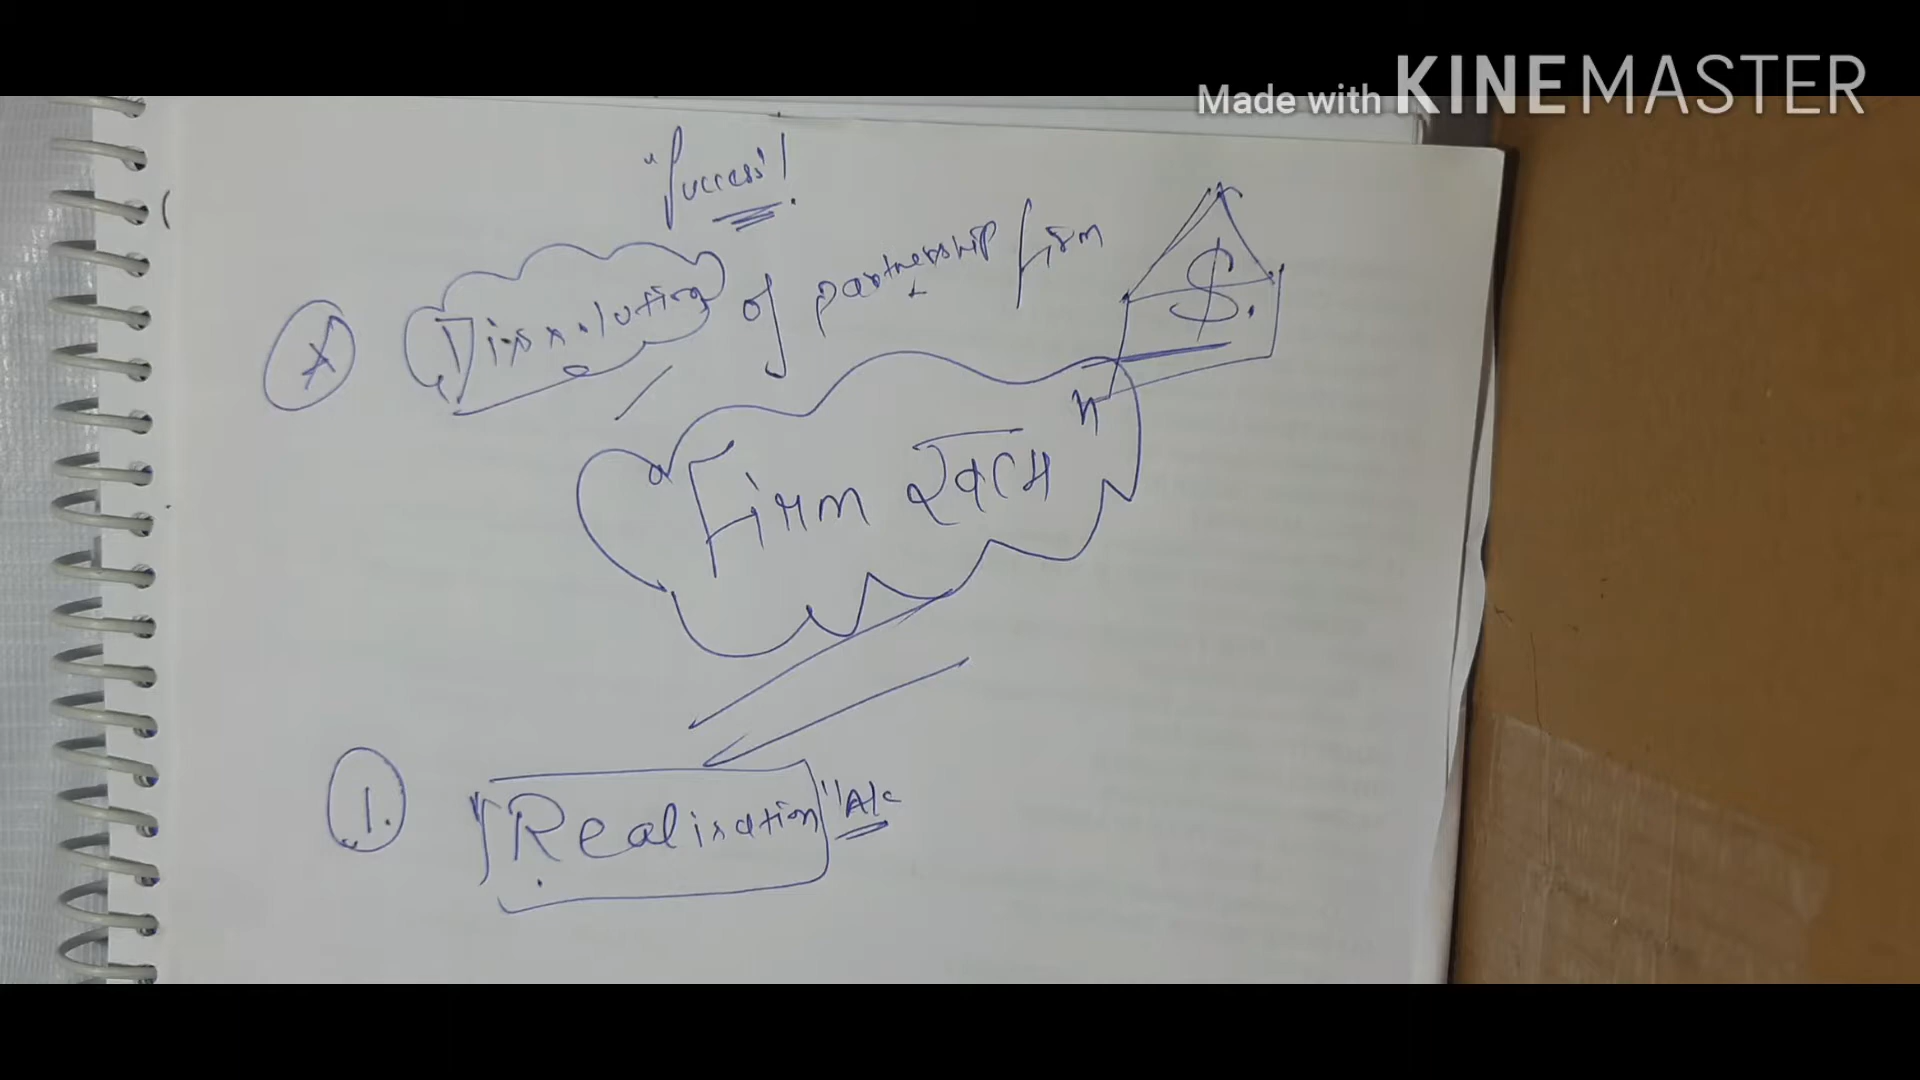 Made with KINEMASTER
"Success"!
Dissolution of partnership firm
$.
Firm खत्म
1. "Realisation" A/c